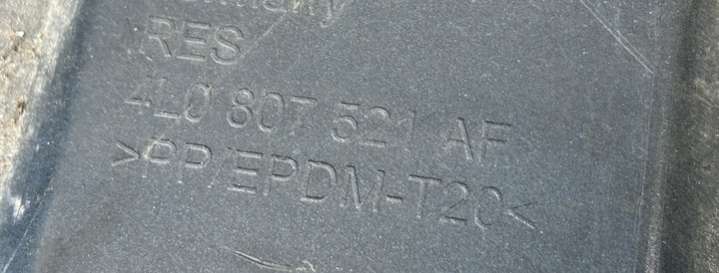 RES
4L0 807 521 AF
>PP/EPDM-T20<